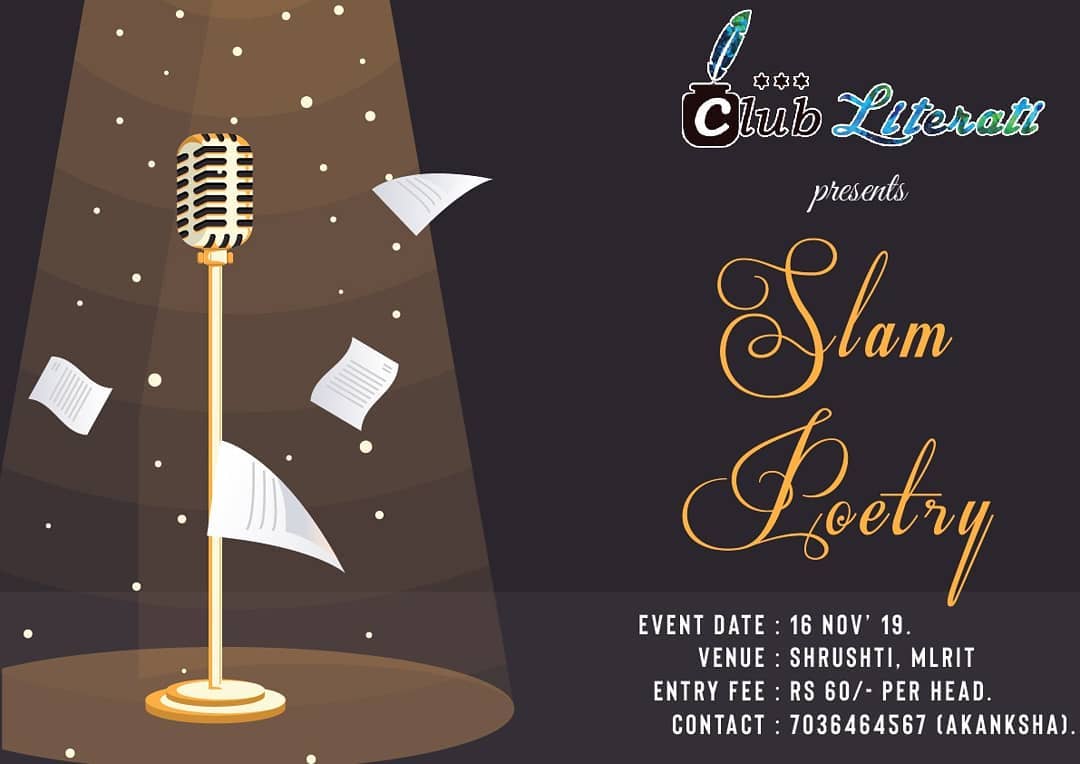 Club Literati
presents
Slam
Poetry
EVENT DATE : 16 NOV' 19.
VENUE : SHRUSHTI, MLRIT
ENTRY FEE : RS 60/- PER HEAD.
CONTACT : 7036464567 (AKANKSHA).